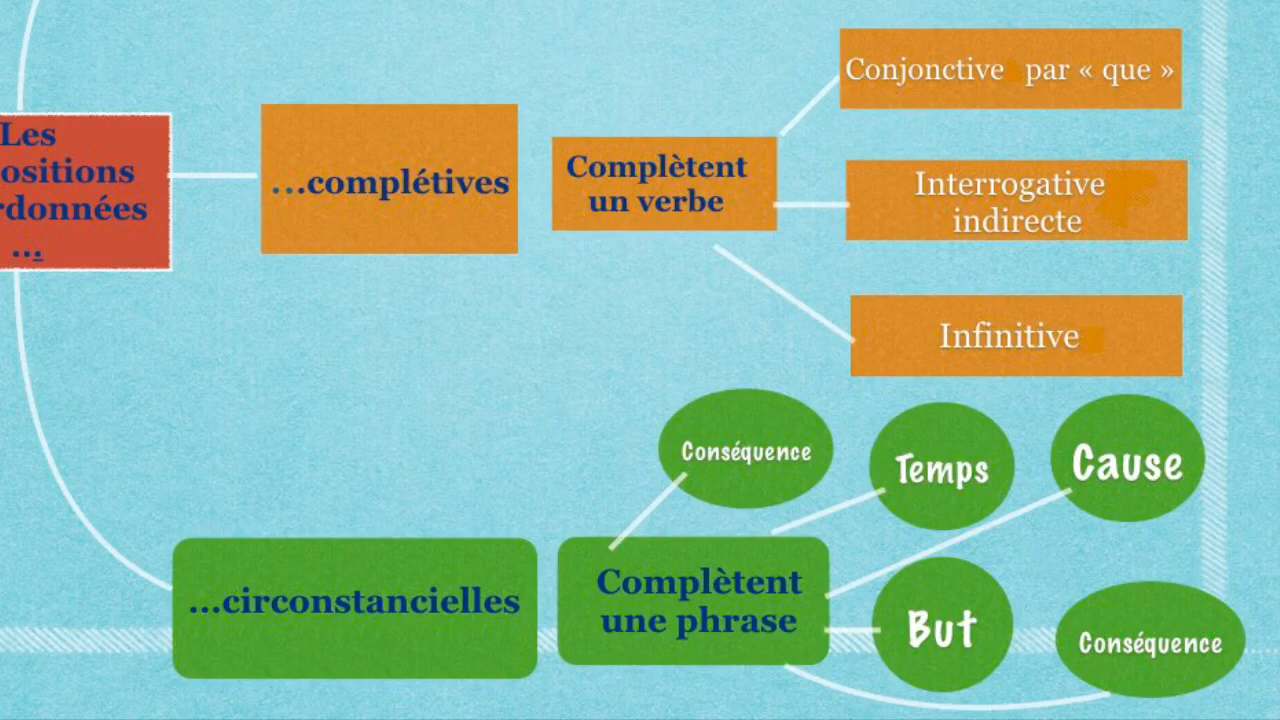 Les
ositions
rdonnées
...
...complétives
Complètent
un verbe
Conjonctive par « que »
Interrogative
indirecte
Infinitive
...circonstancielles
Complètent
une phrase
Conséquence
Temps
Cause
But
Conséquence